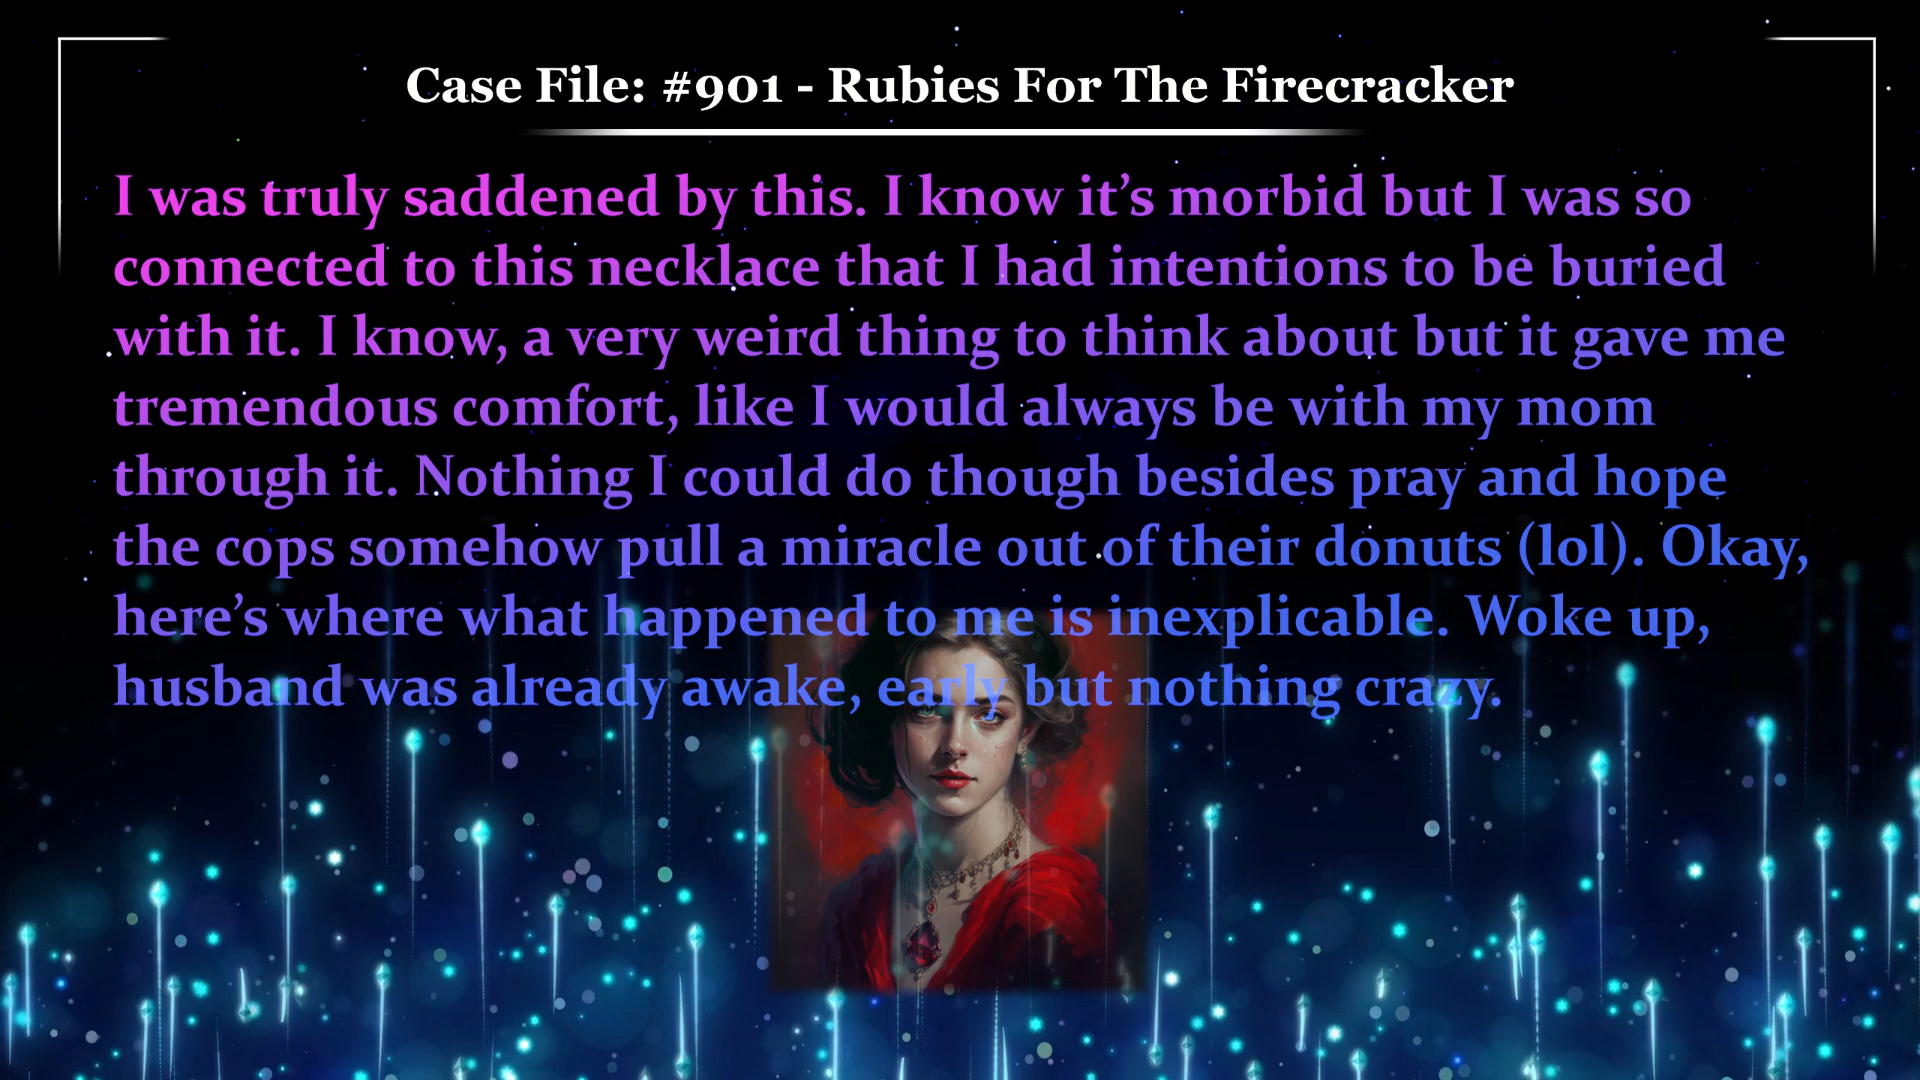 Case File: #901 - Rubies For The Firecracker
I was truly saddened by this. I know it’s morbid but I was so
connected to this necklace that I had intentions to be buried
with it. I know, a very weird thing to think about but it gave me
tremendous comfort, like I would always be with my mom
through it. Nothing I could do though besides pray and hope
the cops somehow pull a miracle out of their donuts (lol). Okay,
here’s where what happened to me is inexplicable. Woke up,
husband was already awake, early but nothing crazy.